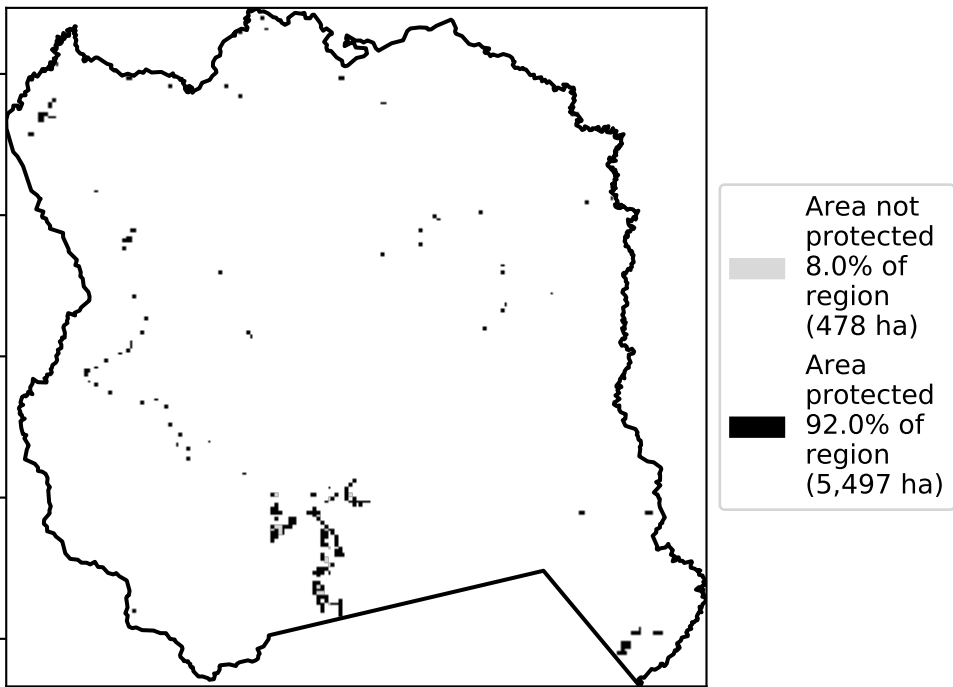 Area not
protected
8.0% of
region
(478 ha)
Area
protected
92.0% of
region
(5,497 ha)